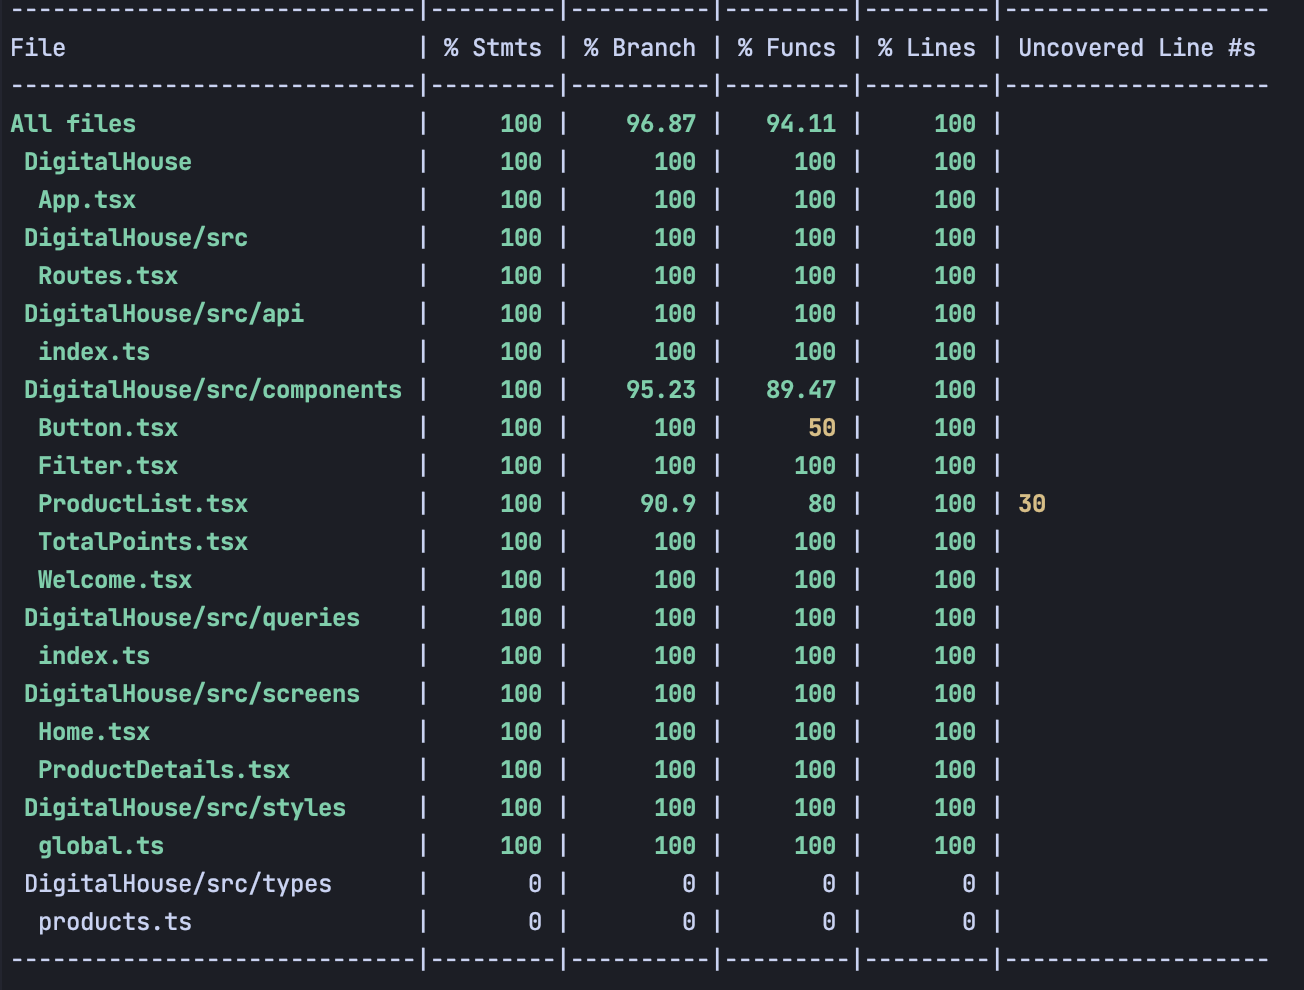 -----------------------------|---------|----------|---------|---------|-------------------
File                         | % Stmts | % Branch | % Funcs | % Lines | Uncovered Line #s
-----------------------------|---------|----------|---------|---------|-------------------
All files                    |     100 |    96.87 |   94.11 |     100 |
 DigitalHouse                |     100 |      100 |     100 |     100 |
  App.tsx                    |     100 |      100 |     100 |     100 |
 DigitalHouse/src            |     100 |      100 |     100 |     100 |
  Routes.tsx                 |     100 |      100 |     100 |     100 |
 DigitalHouse/src/api        |     100 |      100 |     100 |     100 |
  index.ts                   |     100 |      100 |     100 |     100 |
 DigitalHouse/src/components |     100 |    95.23 |   89.47 |     100 |
  Button.tsx                 |     100 |      100 |      50 |     100 |
  Filter.tsx                 |     100 |      100 |     100 |     100 |
  ProductList.tsx            |     100 |     90.9 |      80 |     100 | 30
  TotalPoints.tsx            |     100 |      100 |     100 |     100 |
  Welcome.tsx                |     100 |      100 |     100 |     100 |
 DigitalHouse/src/queries    |     100 |      100 |     100 |     100 |
  index.ts                   |     100 |      100 |     100 |     100 |
 DigitalHouse/src/screens    |     100 |      100 |     100 |     100 |
  Home.tsx                   |     100 |      100 |     100 |     100 |
  ProductDetails.tsx         |     100 |      100 |     100 |     100 |
 DigitalHouse/src/styles     |     100 |      100 |     100 |     100 |
  global.ts                  |     100 |      100 |     100 |     100 |
 DigitalHouse/src/types      |       0 |        0 |       0 |       0 |
  products.ts                |       0 |        0 |       0 |       0 |
-----------------------------|---------|----------|---------|---------|-------------------